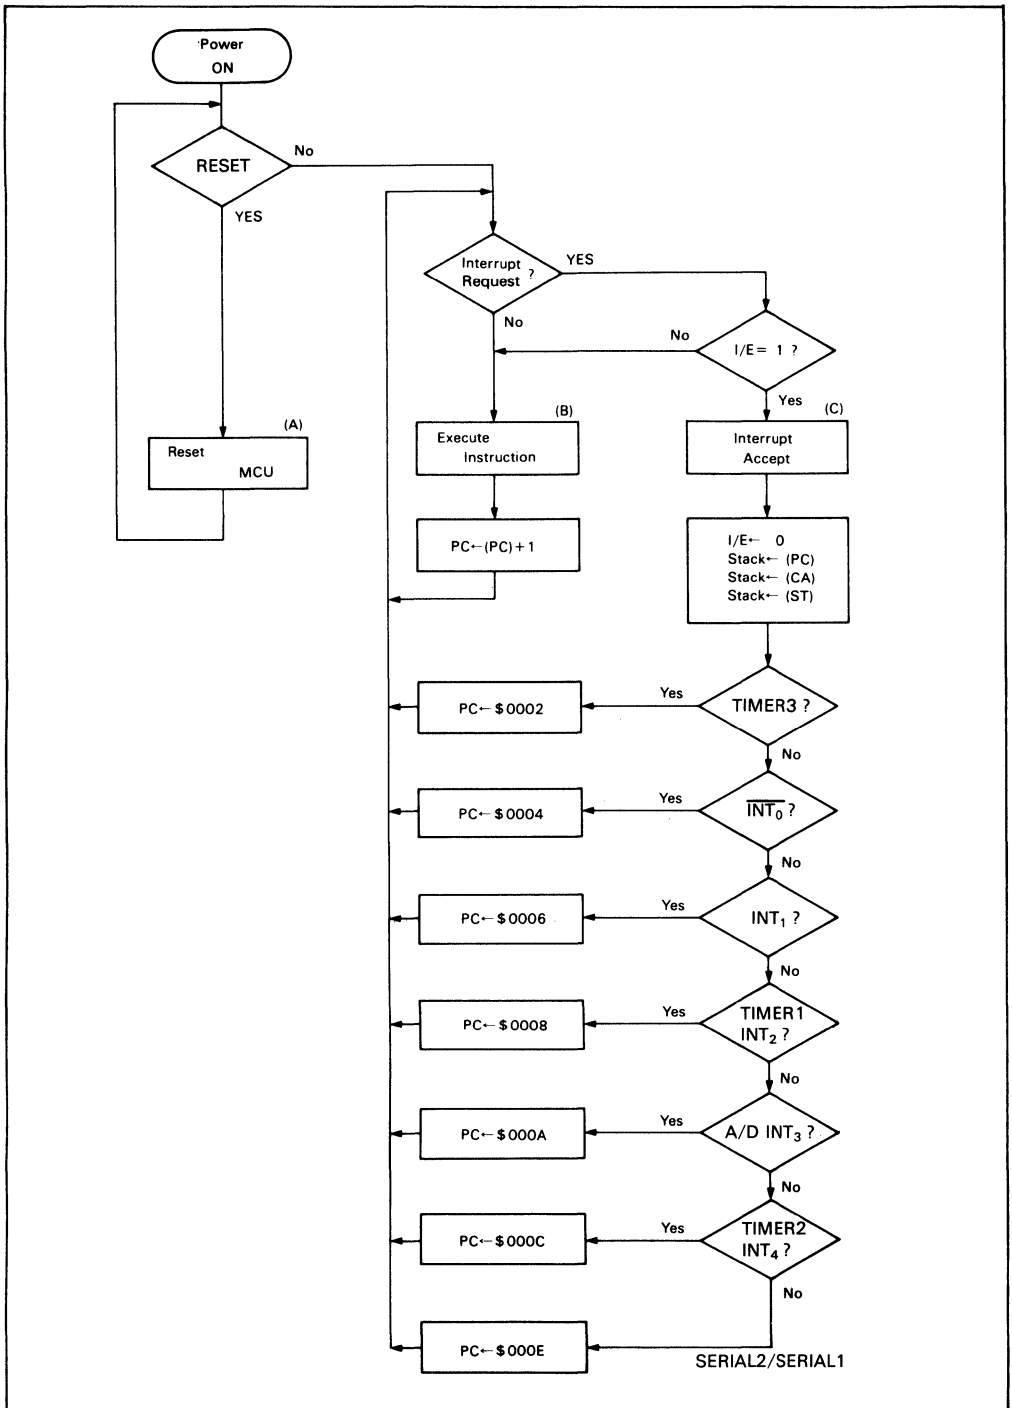 Power
ON
RESET
No
YES
Interrupt
Request ?
YES
No
I/E= 1 ?
No
Yes
(A)
Reset
MCU
(B)
Execute
Instruction
(C)
Interrupt
Accept
PC←(PC)+1
I/E← 0
Stack← (PC)
Stack← (CA)
Stack← (ST)
PC←$0002
Yes
TIMER3 ?
No
PC←$0004
Yes
I̅N̅T̅₀̅ ?
No
PC←$0006
Yes
INT₁ ?
No
PC←$0008
Yes
TIMER1
INT₂ ?
No
PC←$000A
Yes
A/D INT₃ ?
No
PC←$000C
Yes
TIMER2
INT₄ ?
No
PC←$000E
SERIAL2/SERIAL1